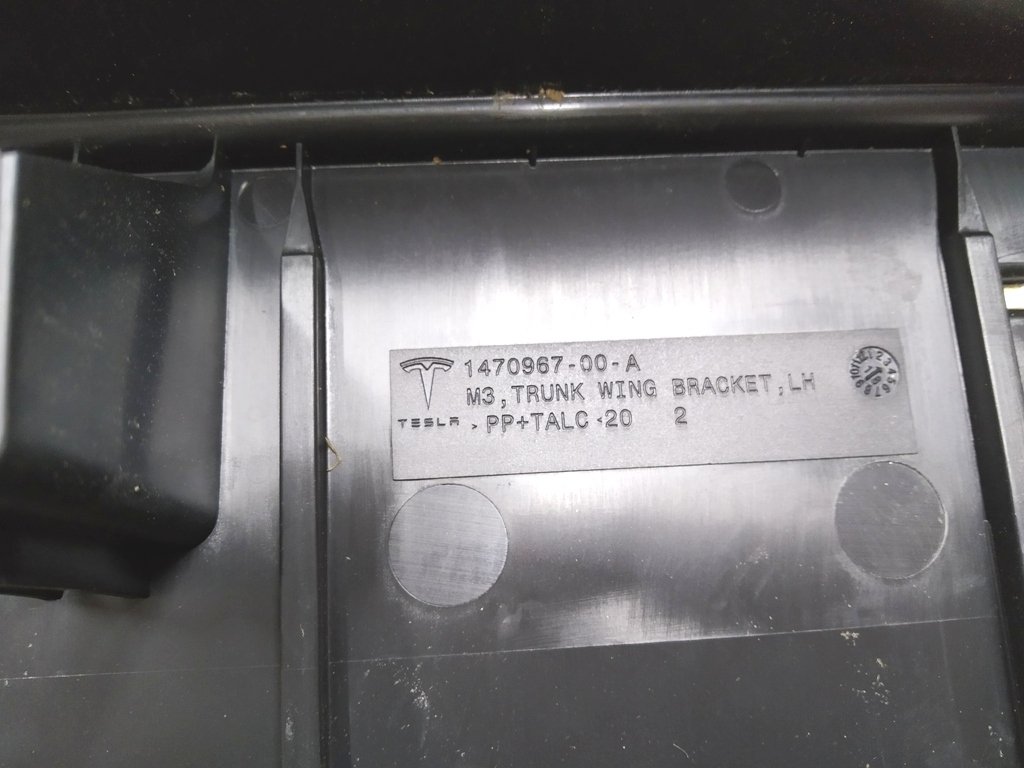 1470967-00-A
M3,TRUNK WING BRACKET,LH
TESLA >PP+TALC<20 2